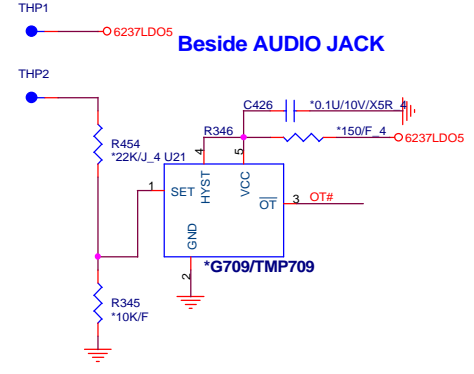 THP1
6237LDO5
Beside AUDIO JACK
THP2
C426 *0.1U/10V/X5R_4
R346 *150/F_4 6237LDO5
R454
*22K/J_4 U21
4 5
1 SET HYST VCC OT 3 OT#
GND
2
*G709/TMP709
R345
*10K/F